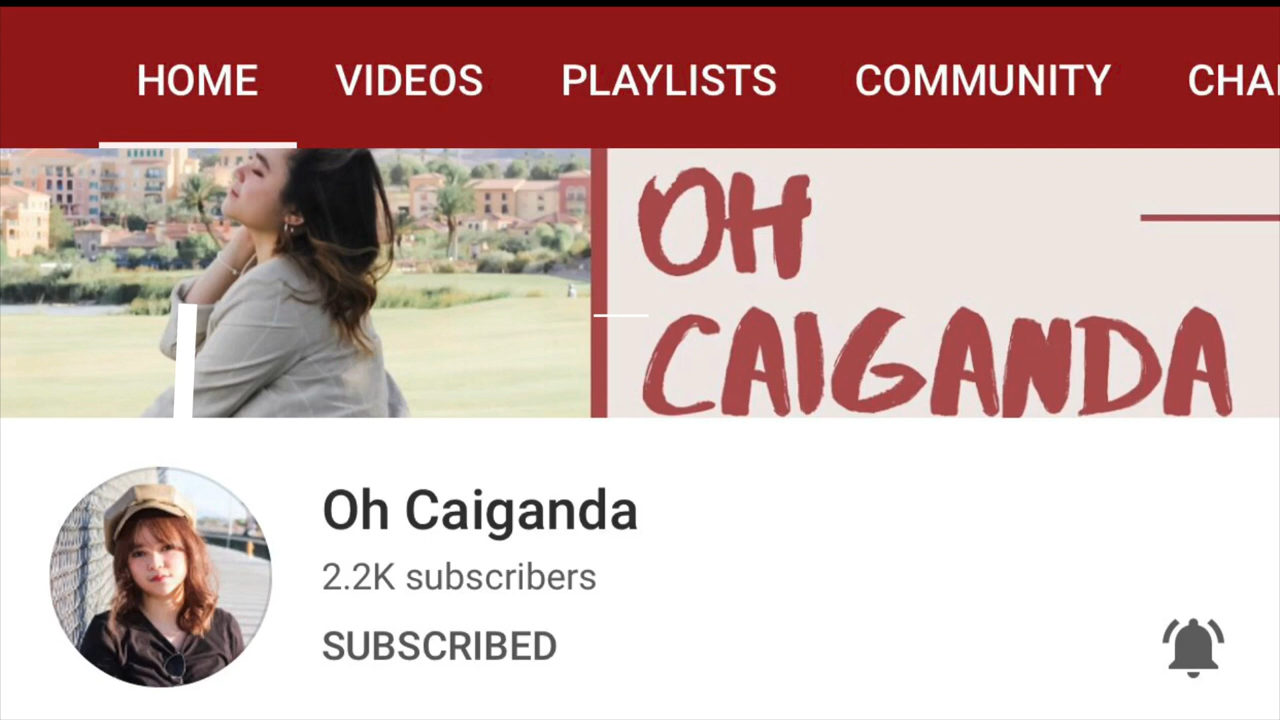 HOME VIDEOS PLAYLISTS COMMUNITY
OH
CAIGANDA
Oh Caiganda
2.2K subscribers
SUBSCRIBED